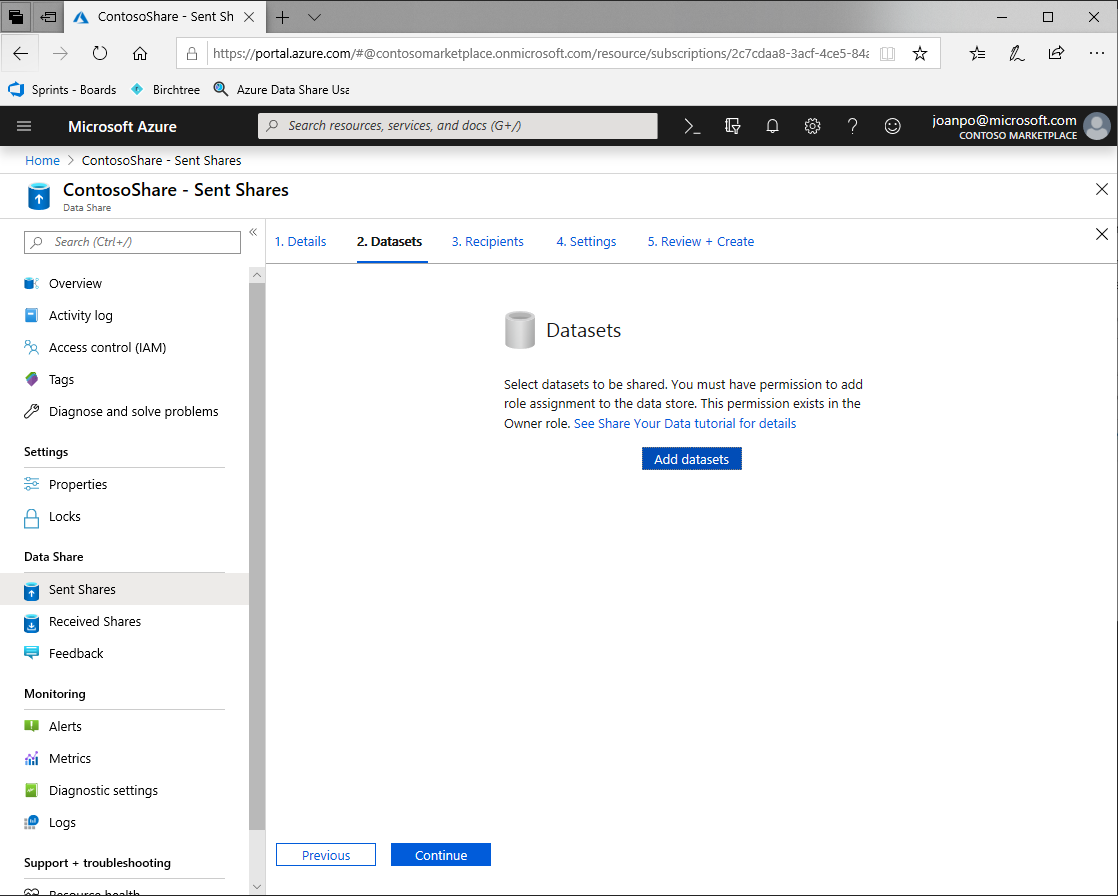 ContosoShare - Sent Sh
https://portal.azure.com/#@contosomarketplace.onmicrosoft.com/resource/subscriptions/2c7cdaa8-3acf-4ce5-84a
Sprints - Boards Birchtree Azure Data Share Usa
Microsoft Azure
Search resources, services, and docs (G+/)
joanpo@microsoft.com
CONTOSO MARKETPLACE
Home > ContosoShare - Sent Shares
ContosoShare - Sent Shares
Data Share
Search (Ctrl+/)
Overview
Activity log
Access control (IAM)
Tags
Diagnose and solve problems
Settings
Properties
Locks
Data Share
Sent Shares
Received Shares
Feedback
Monitoring
Alerts
Metrics
Diagnostic settings
Logs
Support + troubleshooting
Resource health
1. Details 2. Datasets 3. Recipients 4. Settings 5. Review + Create
Datasets
Select datasets to be shared. You must have permission to add
role assignment to the data store. This permission exists in the
Owner role. See Share Your Data tutorial for details
Add datasets
Previous Continue